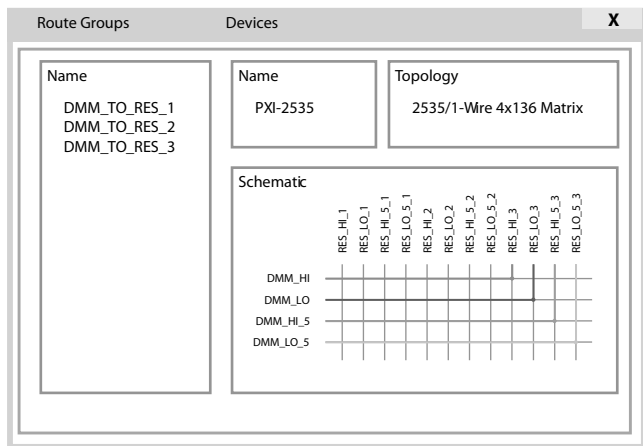 Route Groups
Devices
X
Name
DMM_TO_RES_1
DMM_TO_RES_2
DMM_TO_RES_3
Name
PXI-2535
Topology
2535/1-Wire 4x136 Matrix
Schematic
RES_HI_1
RES_LO_1
RES_HI_5_1
RES_LO_5_1
RES_HI_2
RES_LO_2
RES_HI_5_2
RES_LO_5_2
RES_HI_3
RES_LO_3
RES_HI_5_3
RES_LO_5_3
DMM_HI
DMM_LO
DMM_HI_5
DMM_LO_5